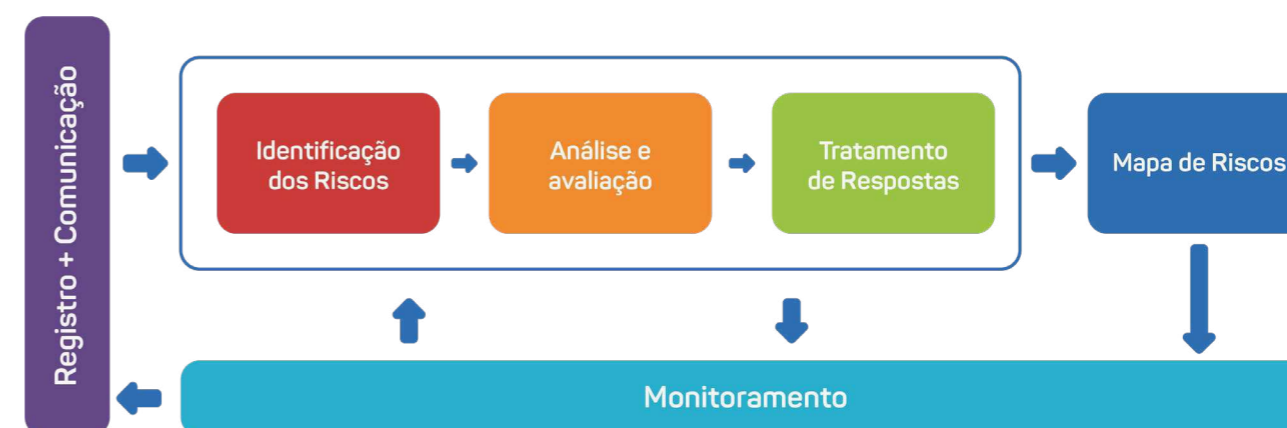 Registro + Comunicação
Identificação
dos Riscos
Análise e
avaliação
Tratamento
de Respostas
Mapa de Riscos
Monitoramento